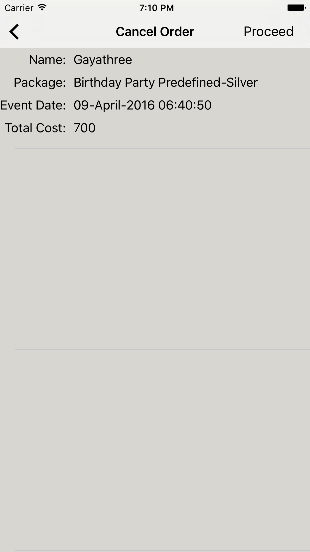 Carrier 7:10 PM
Cancel Order Proceed
Name: Gayathree
Package: Birthday Party Predefined-Silver
Event Date: 09-April-2016 06:40:50
Total Cost: 700